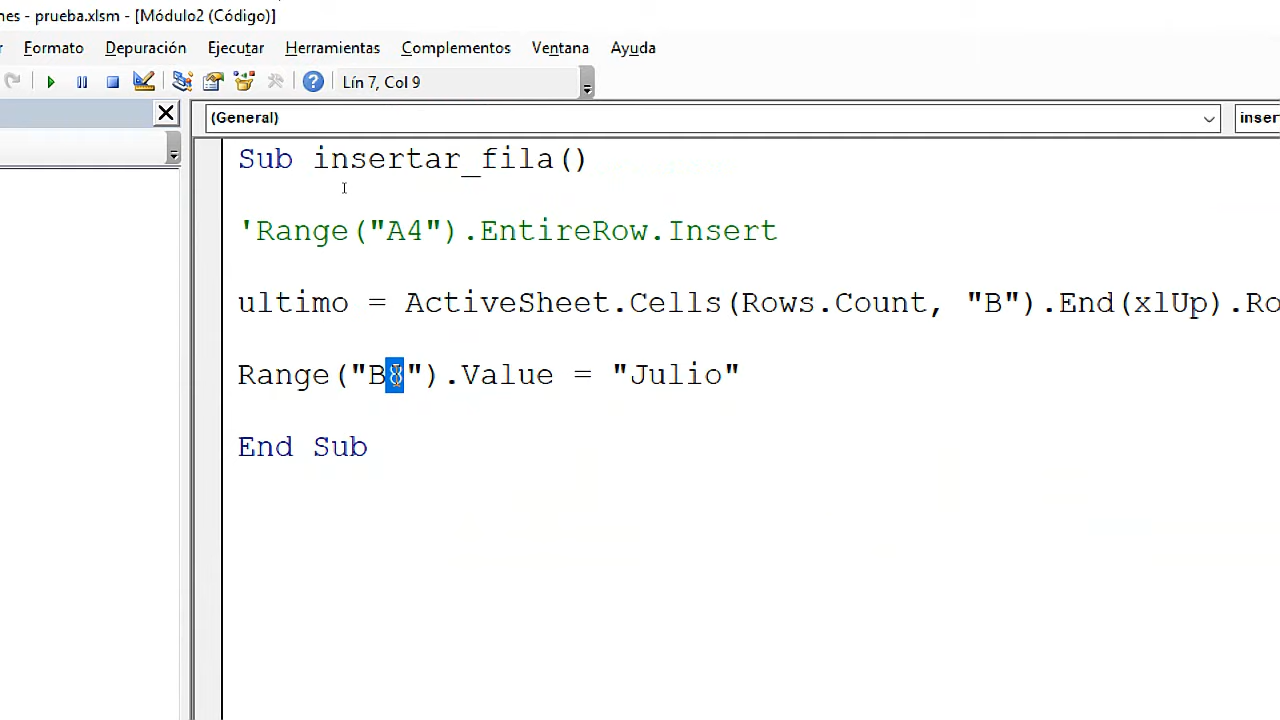 nes - prueba.xlsm - [Módulo2 (Código)]
r Formato Depuración Ejecutar Herramientas Complementos Ventana Ayuda
Lín 7, Col 9
(General) inser
Sub insertar_fila()
'Range("A4").EntireRow.Insert
ultimo = ActiveSheet.Cells(Rows.Count, "B").End(xlUp).Ro
Range("B8").Value = "Julio"
End Sub